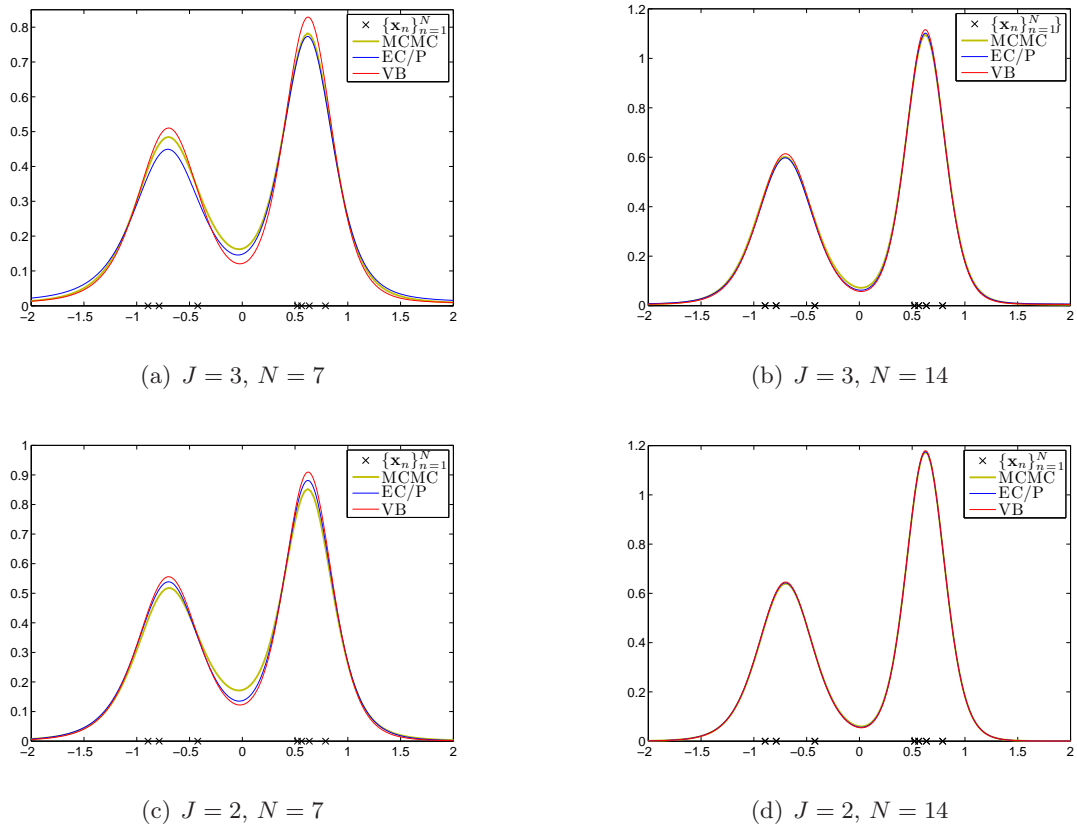 0.9
0.8
0.7
0.6
0.5
0.4
0.3
0.2
0.1
0
−2 −1.5 −1 −0.5 0 0.5 1 1.5 2
{x_n}_{n=1}^N
MCMC
EC/P
VB
(a) J = 3, N = 7
1.2
1
0.8
0.6
0.4
0.2
0
−2 −1.5 −1 −0.5 0 0.5 1 1.5 2
{x_n}_{n=1}^N}
MCMC
EC/P
VB
(b) J = 3, N = 14
1
0.9
0.8
0.7
0.6
0.5
0.4
0.3
0.2
0.1
0
−2 −1.5 −1 −0.5 0 0.5 1 1.5 2
{x_n}_{n=1}^N
MCMC
EC/P
VB
(c) J = 2, N = 7
1.2
1
0.8
0.6
0.4
0.2
0
−2 −1.5 −1 −0.5 0 0.5 1 1.5 2
{x_n}_{n=1}^N
MCMC
EC/P
VB
(d) J = 2, N = 14